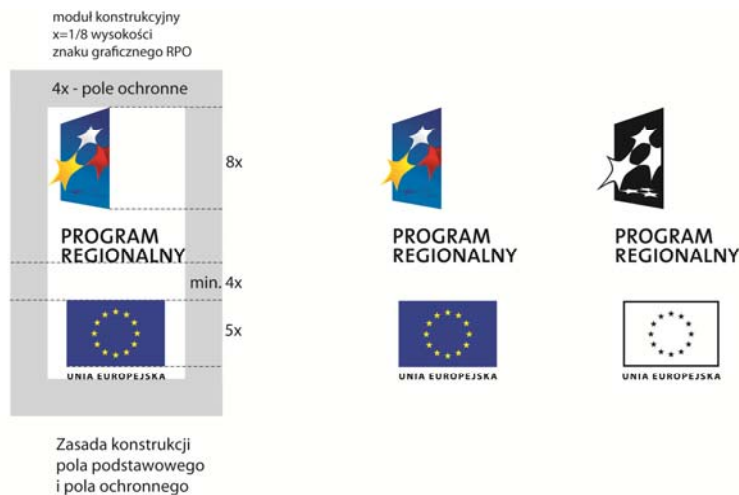 moduł konstrukcyjny
x=1/8 wysokości
znaku graficznego RPO
4x - pole ochronne
8x
PROGRAM
REGIONALNY
min. 4x
5x
UNIA EUROPEJSKA
Zasada konstrukcji
pola podstawowego
i pola ochronnego
PROGRAM
REGIONALNY
UNIA EUROPEJSKA
PROGRAM
REGIONALNY
UNIA EUROPEJSKA